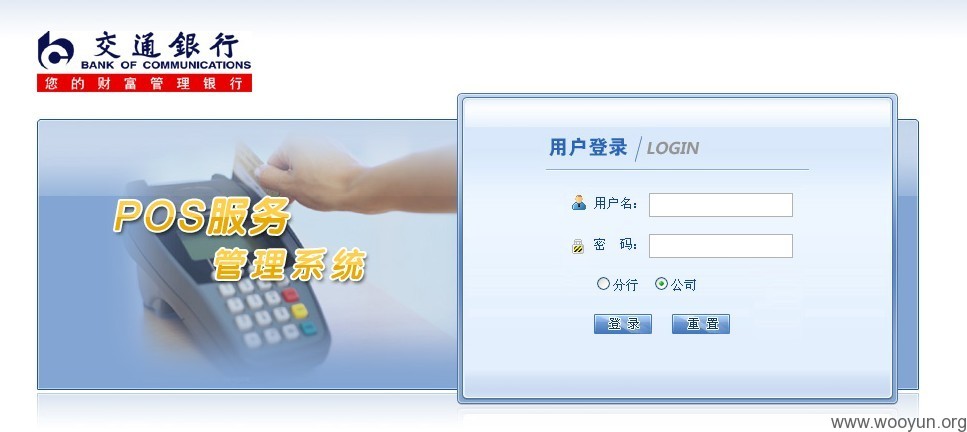 交通銀行
BANK OF COMMUNICATIONS
您的财富管理银行
POS服务
管理系统
用户登录 / LOGIN
用户名：
密 码：
分行 公司
登录 重置
www.wooyun.org